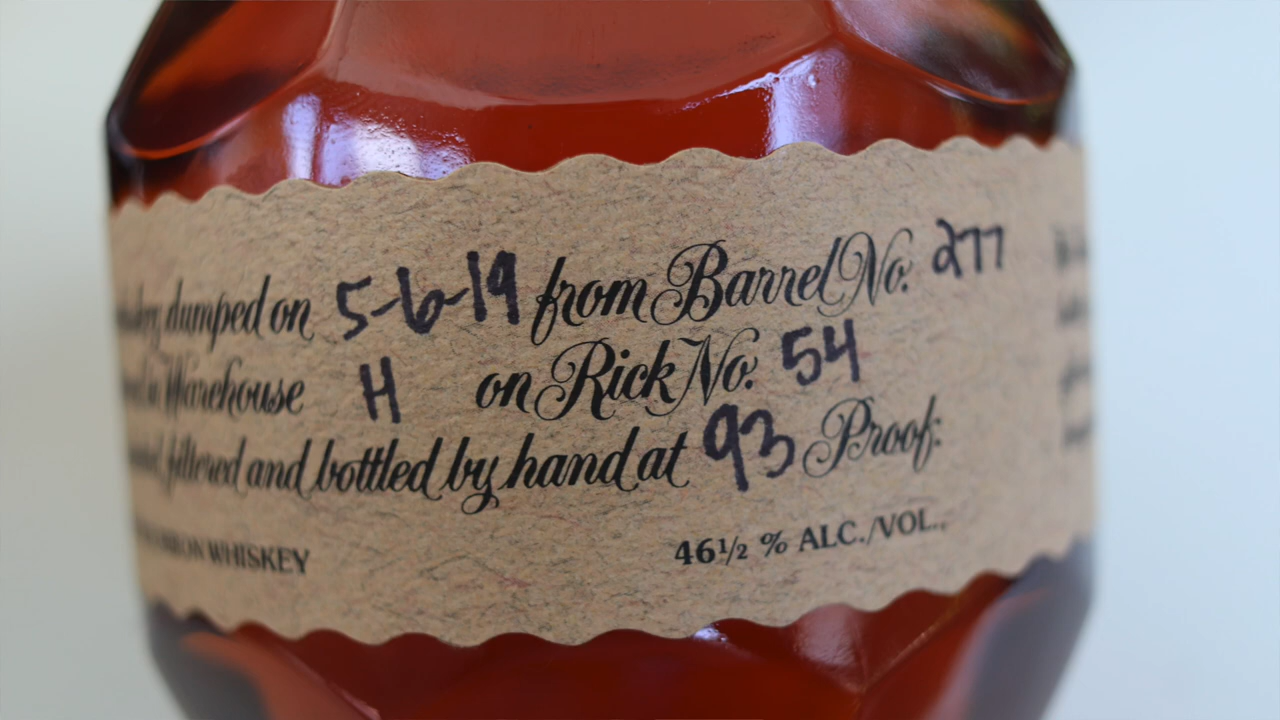 dumped on 5-6-19 from Barrel No. 277
in Warehouse H on Rick No. 54
filtered and bottled by hand at 93 Proof.
WHISKEY 46½ % ALC./VOL.